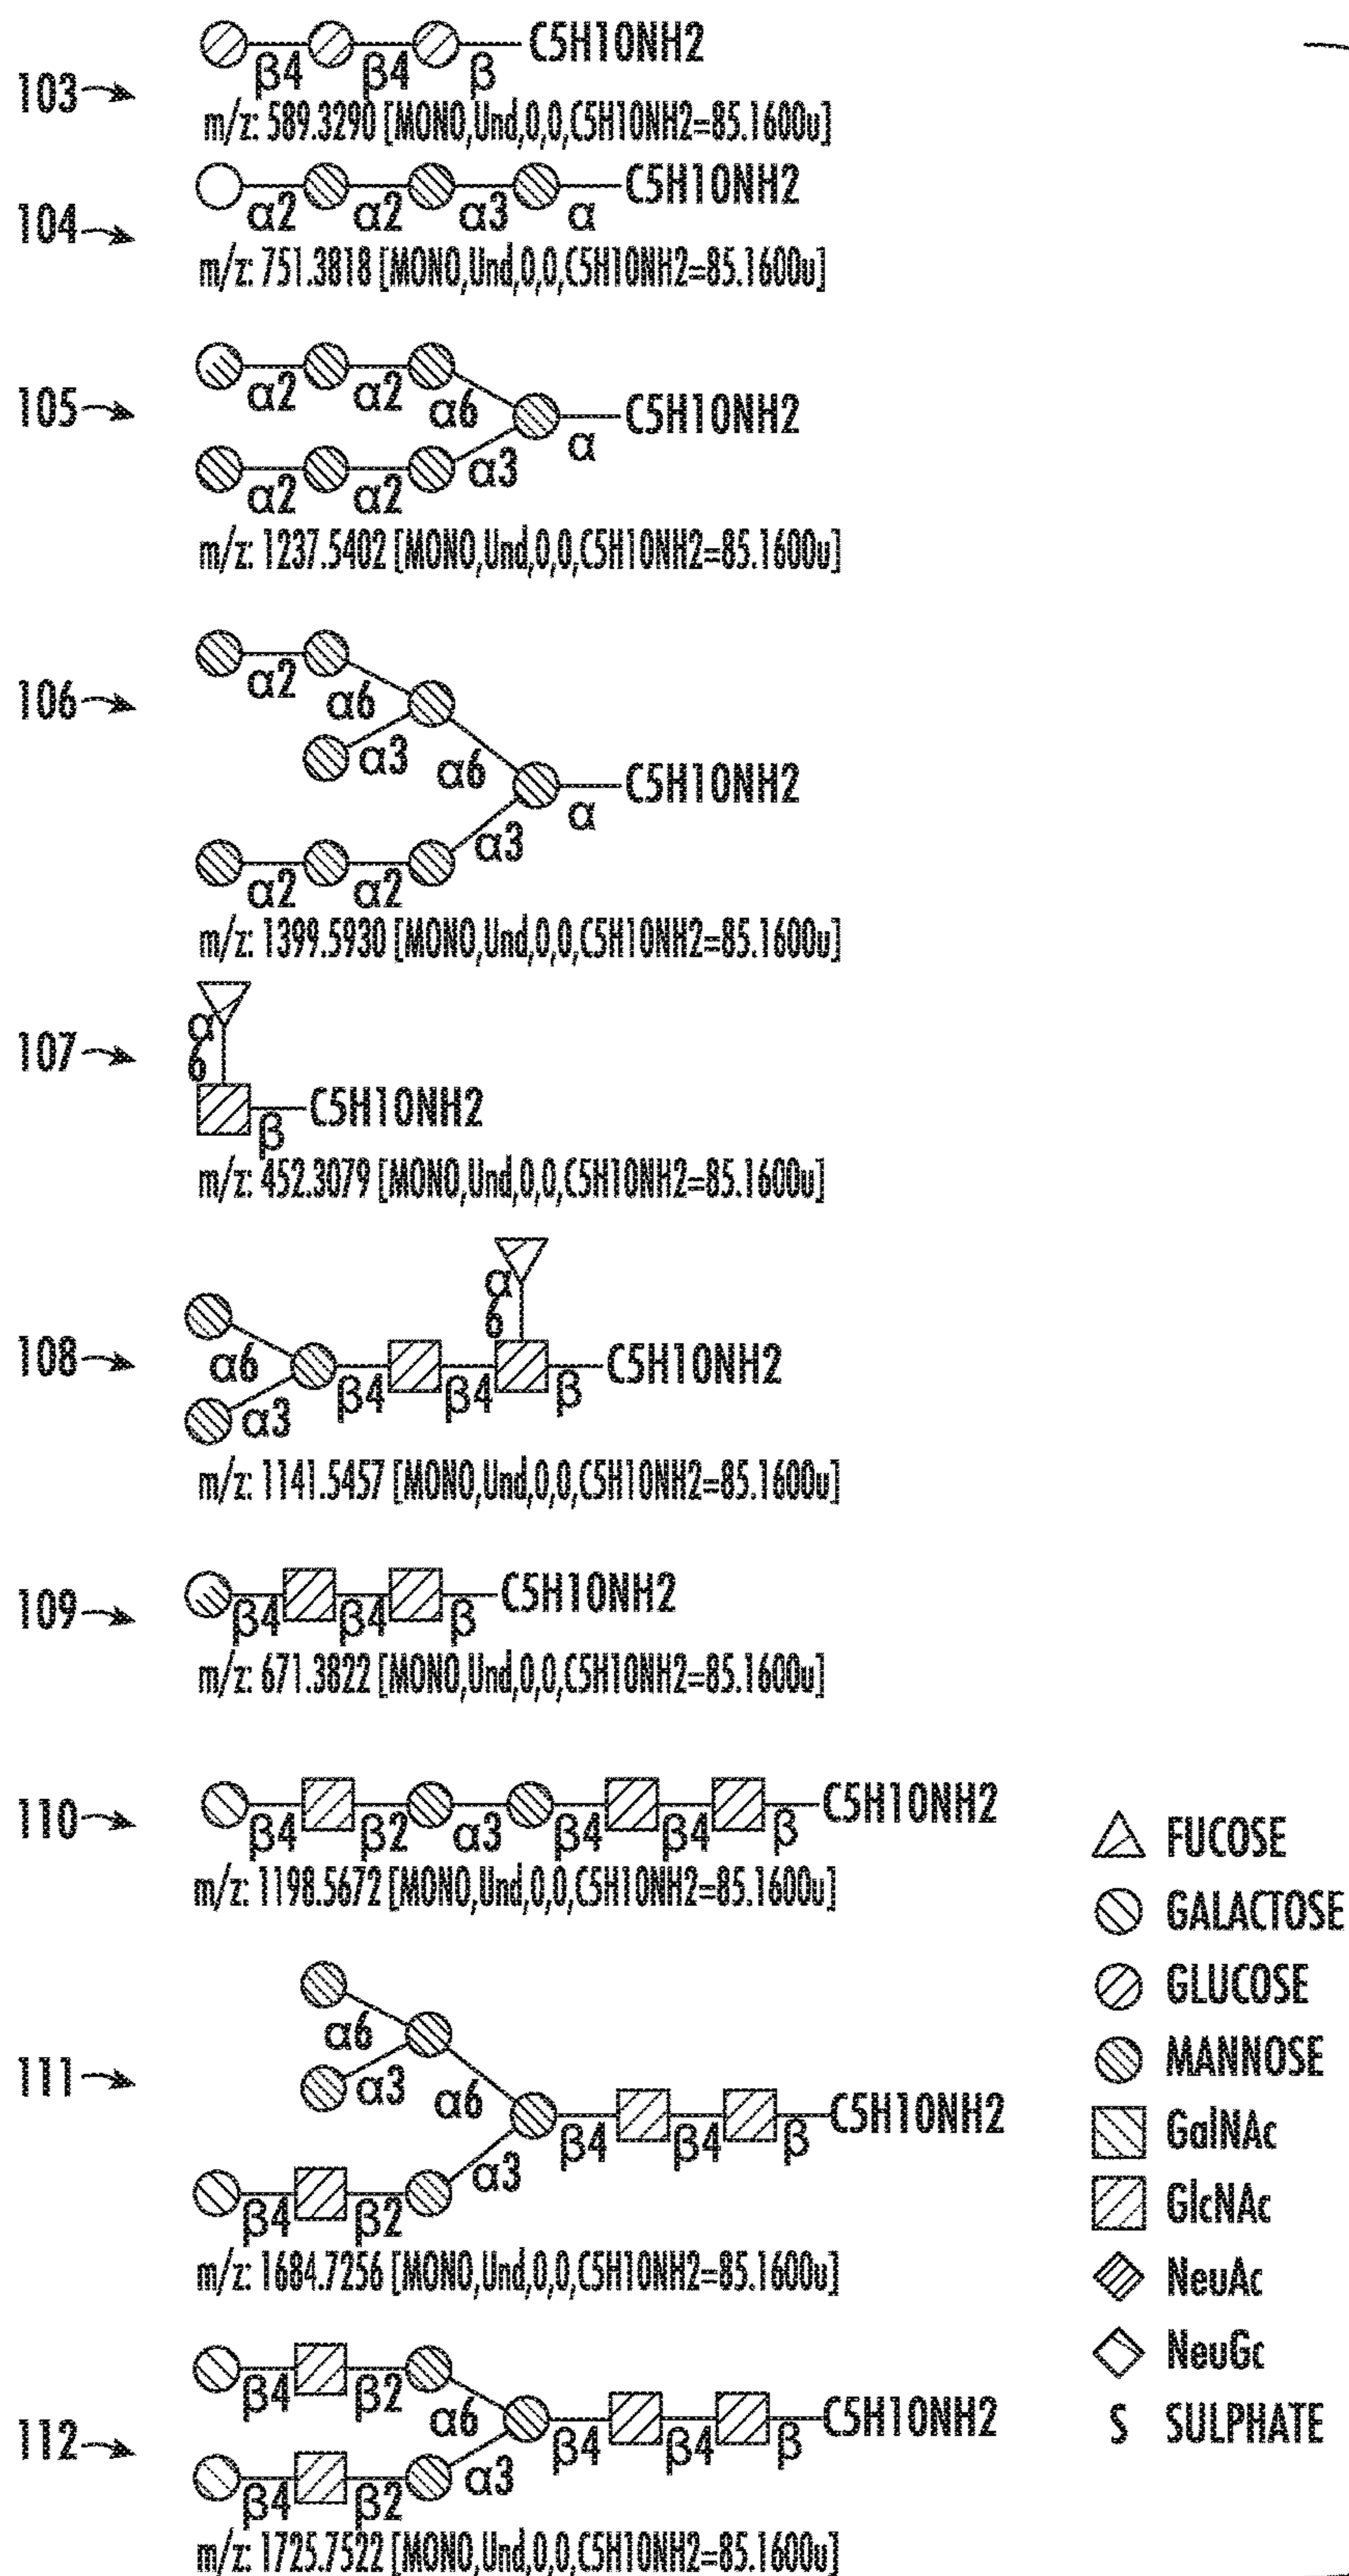 C5H10NH2
β4 β4 β
103
m/z: 589.3290 [MONO,Und,0,0,C5H10NH2=85.1600u]
C5H10NH2
α2 α2 α3 α
104
m/z: 751.3818 [MONO,Und,0,0,C5H10NH2=85.1600u]
α2 α2 α6
105
C5H10NH2
α3 α
α2 α2
m/z: 1237.5402 [MONO,Und,0,0,C5H10NH2=85.1600u]
α2
106
α6
α3 α6
C5H10NH2
α
α3
α2 α2
m/z: 1399.5930 [MONO,Und,0,0,C5H10NH2=85.1600u]
α
6
107
C5H10NH2
β
m/z: 452.3079 [MONO,Und,0,0,C5H10NH2=85.1600u]
α
6
108
α6
C5H10NH2
β4 β4 β
α3
m/z: 1141.5457 [MONO,Und,0,0,C5H10NH2=85.1600u]
109
C5H10NH2
β4 β4 β
m/z: 671.3822 [MONO,Und,0,0,C5H10NH2=85.1600u]
110
C5H10NH2
β4 β2 α3 β4 β4 β
m/z: 1198.5672 [MONO,Und,0,0,C5H10NH2=85.1600u]
α6
111
α3 α6
C5H10NH2
β4 β4 β
α3
β4 β2
m/z: 1684.7256 [MONO,Und,0,0,C5H10NH2=85.1600u]
β4 β2 α6
112
C5H10NH2
β4 β4 β
α3
β4 β2
m/z: 1725.7522 [MONO,Und,0,0,C5H10NH2=85.1600u]
FUCOSE
GALACTOSE
GLUCOSE
MANNOSE
GalNAc
GlcNAc
NeuAc
NeuGc
S SULPHATE